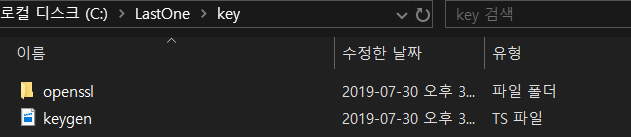 로컬 디스크 (C:) > LastOne > key
key 검색
이름 수정한 날짜 유형
openssl 2019-07-30 오후 3... 파일 폴더
keygen 2019-07-30 오후 3... TS 파일